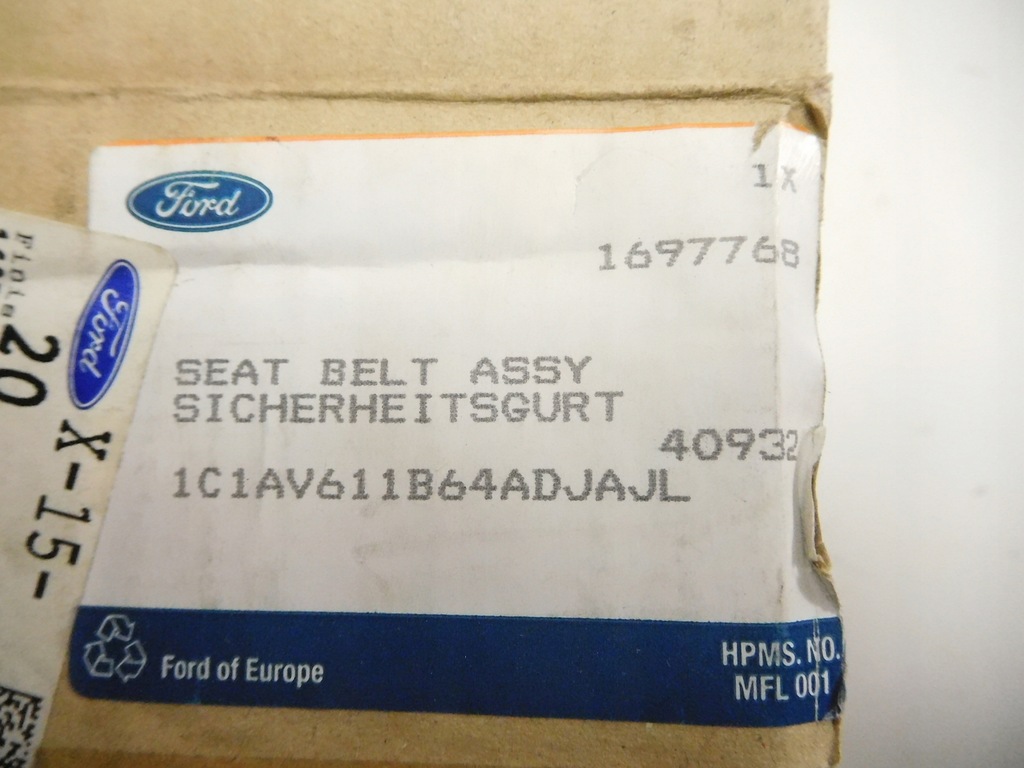 Ford
1X
1697768
SEAT BELT ASSY
SICHERHEITSGURT
40932
1C1AV611B64ADJAJL
Ford of Europe
HPMS. NO.
MFL 001
Ford
20
X-15-